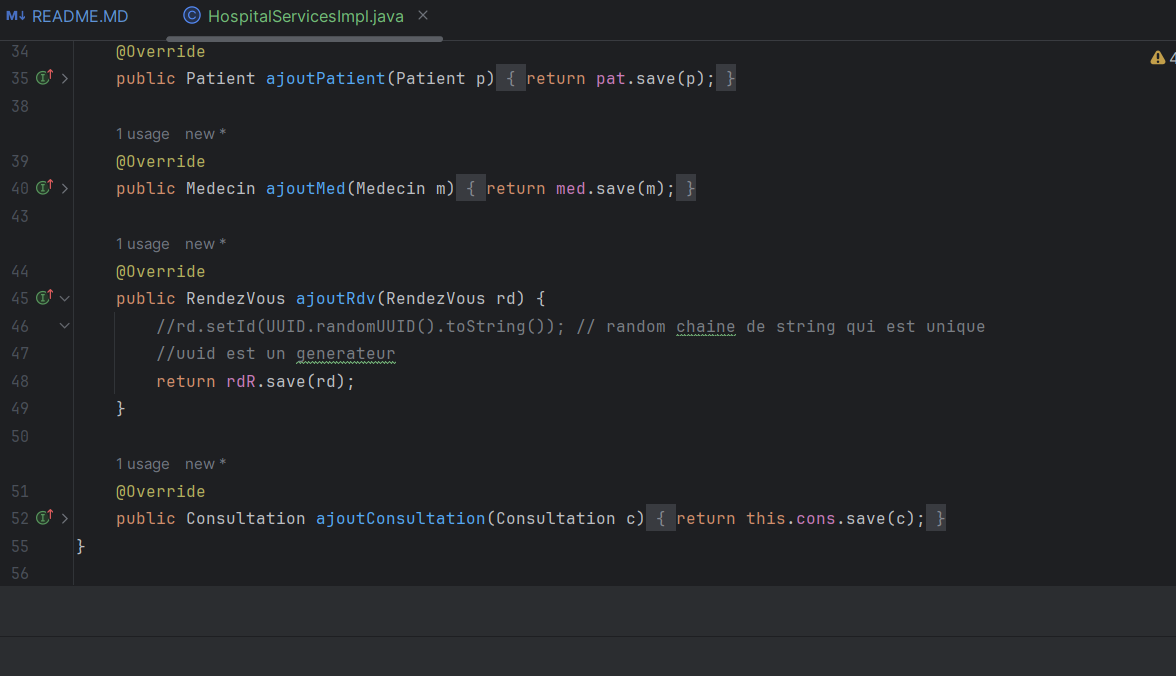 M↓ README.MD © HospitalServicesImpl.java ×
34 @Override
35 public Patient ajoutPatient(Patient p) { return pat.save(p); }
38
1 usage new *
39 @Override
40 public Medecin ajoutMed(Medecin m) { return med.save(m); }
43
1 usage new *
44 @Override
45 public RendezVous ajoutRdv(RendezVous rd) {
46 //rd.setId(UUID.randomUUID().toString()); // random chaine de string qui est unique
47 //uuid est un generateur
48 return rdR.save(rd);
49 }
50
1 usage new *
51 @Override
52 public Consultation ajoutConsultation(Consultation c) { return this.cons.save(c); }
55 }
56